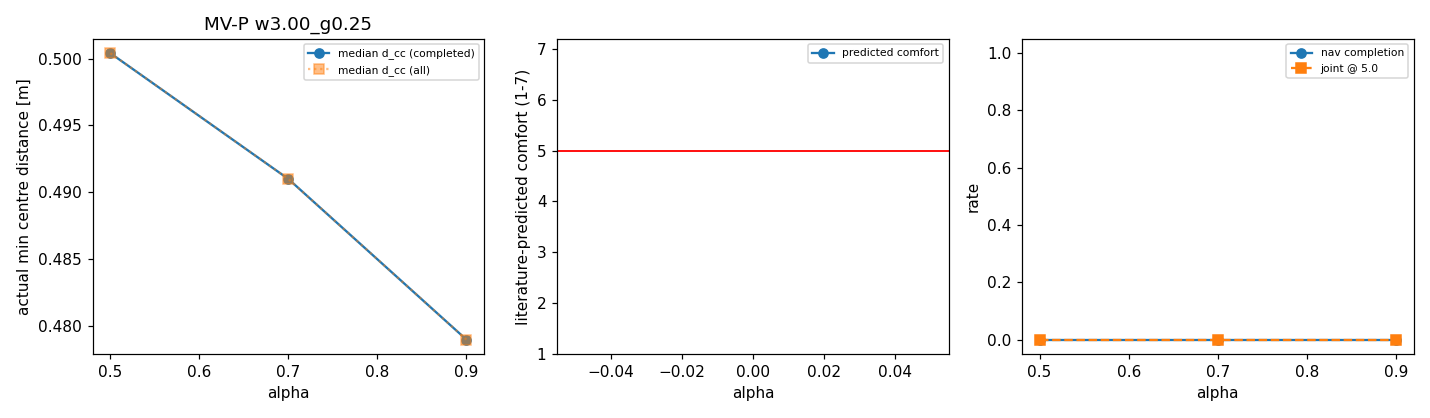 MV-P w3.00_g0.25
median d_cc (completed)
median d_cc (all)
actual min centre distance [m]
0.500
0.495
0.490
0.485
0.480
0.5
0.6
0.7
0.8
0.9
alpha
predicted comfort
literature-predicted comfort (1-7)
7
6
5
4
3
2
1
−0.04
−0.02
0.00
0.02
0.04
alpha
nav completion
joint @ 5.0
rate
1.0
0.8
0.6
0.4
0.2
0.0
0.5
0.6
0.7
0.8
0.9
alpha